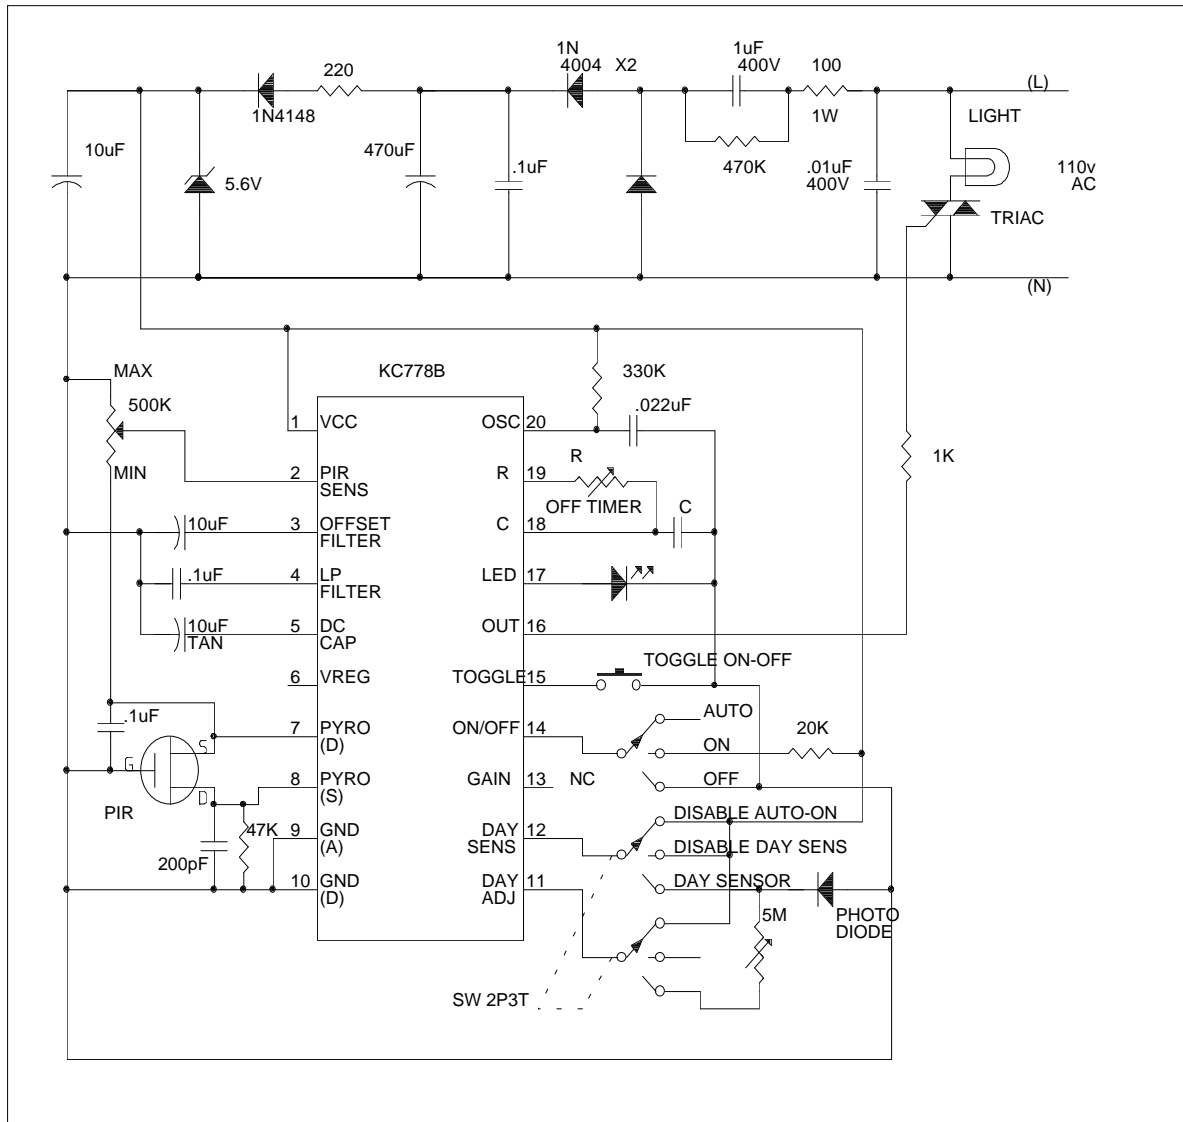 1N
4004 X2
1uF
400V
100
1W
220
1N4148
(L)
LIGHT
10uF
5.6V
470uF
.1uF
470K
.01uF
400V
110v
AC
TRIAC
(N)
MAX
500K
MIN
KC778B
330K
.022uF
1K
1 VCC
OSC 20
2 PIR
SENS
R 19
R
OFF TIMER
10uF
3 OFFSET
FILTER
C 18
C
.1uF
4 LP
FILTER
LED 17
10uF
TAN
5 DC
CAP
OUT 16
6 VREG
TOGGLE 15
TOGGLE ON-OFF
.1uF
S
G
D
PIR
7 PYRO
(D)
ON/OFF 14
AUTO
ON
20K
OFF
8 PYRO
(S)
GAIN 13
NC
47K
200pF
9 GND
(A)
DAY 12
SENS
DISABLE AUTO-ON
DISABLE DAY SENS
DAY SENSOR
10 GND
(D)
DAY 11
ADJ
5M
PHOTO
DIODE
SW 2P3T